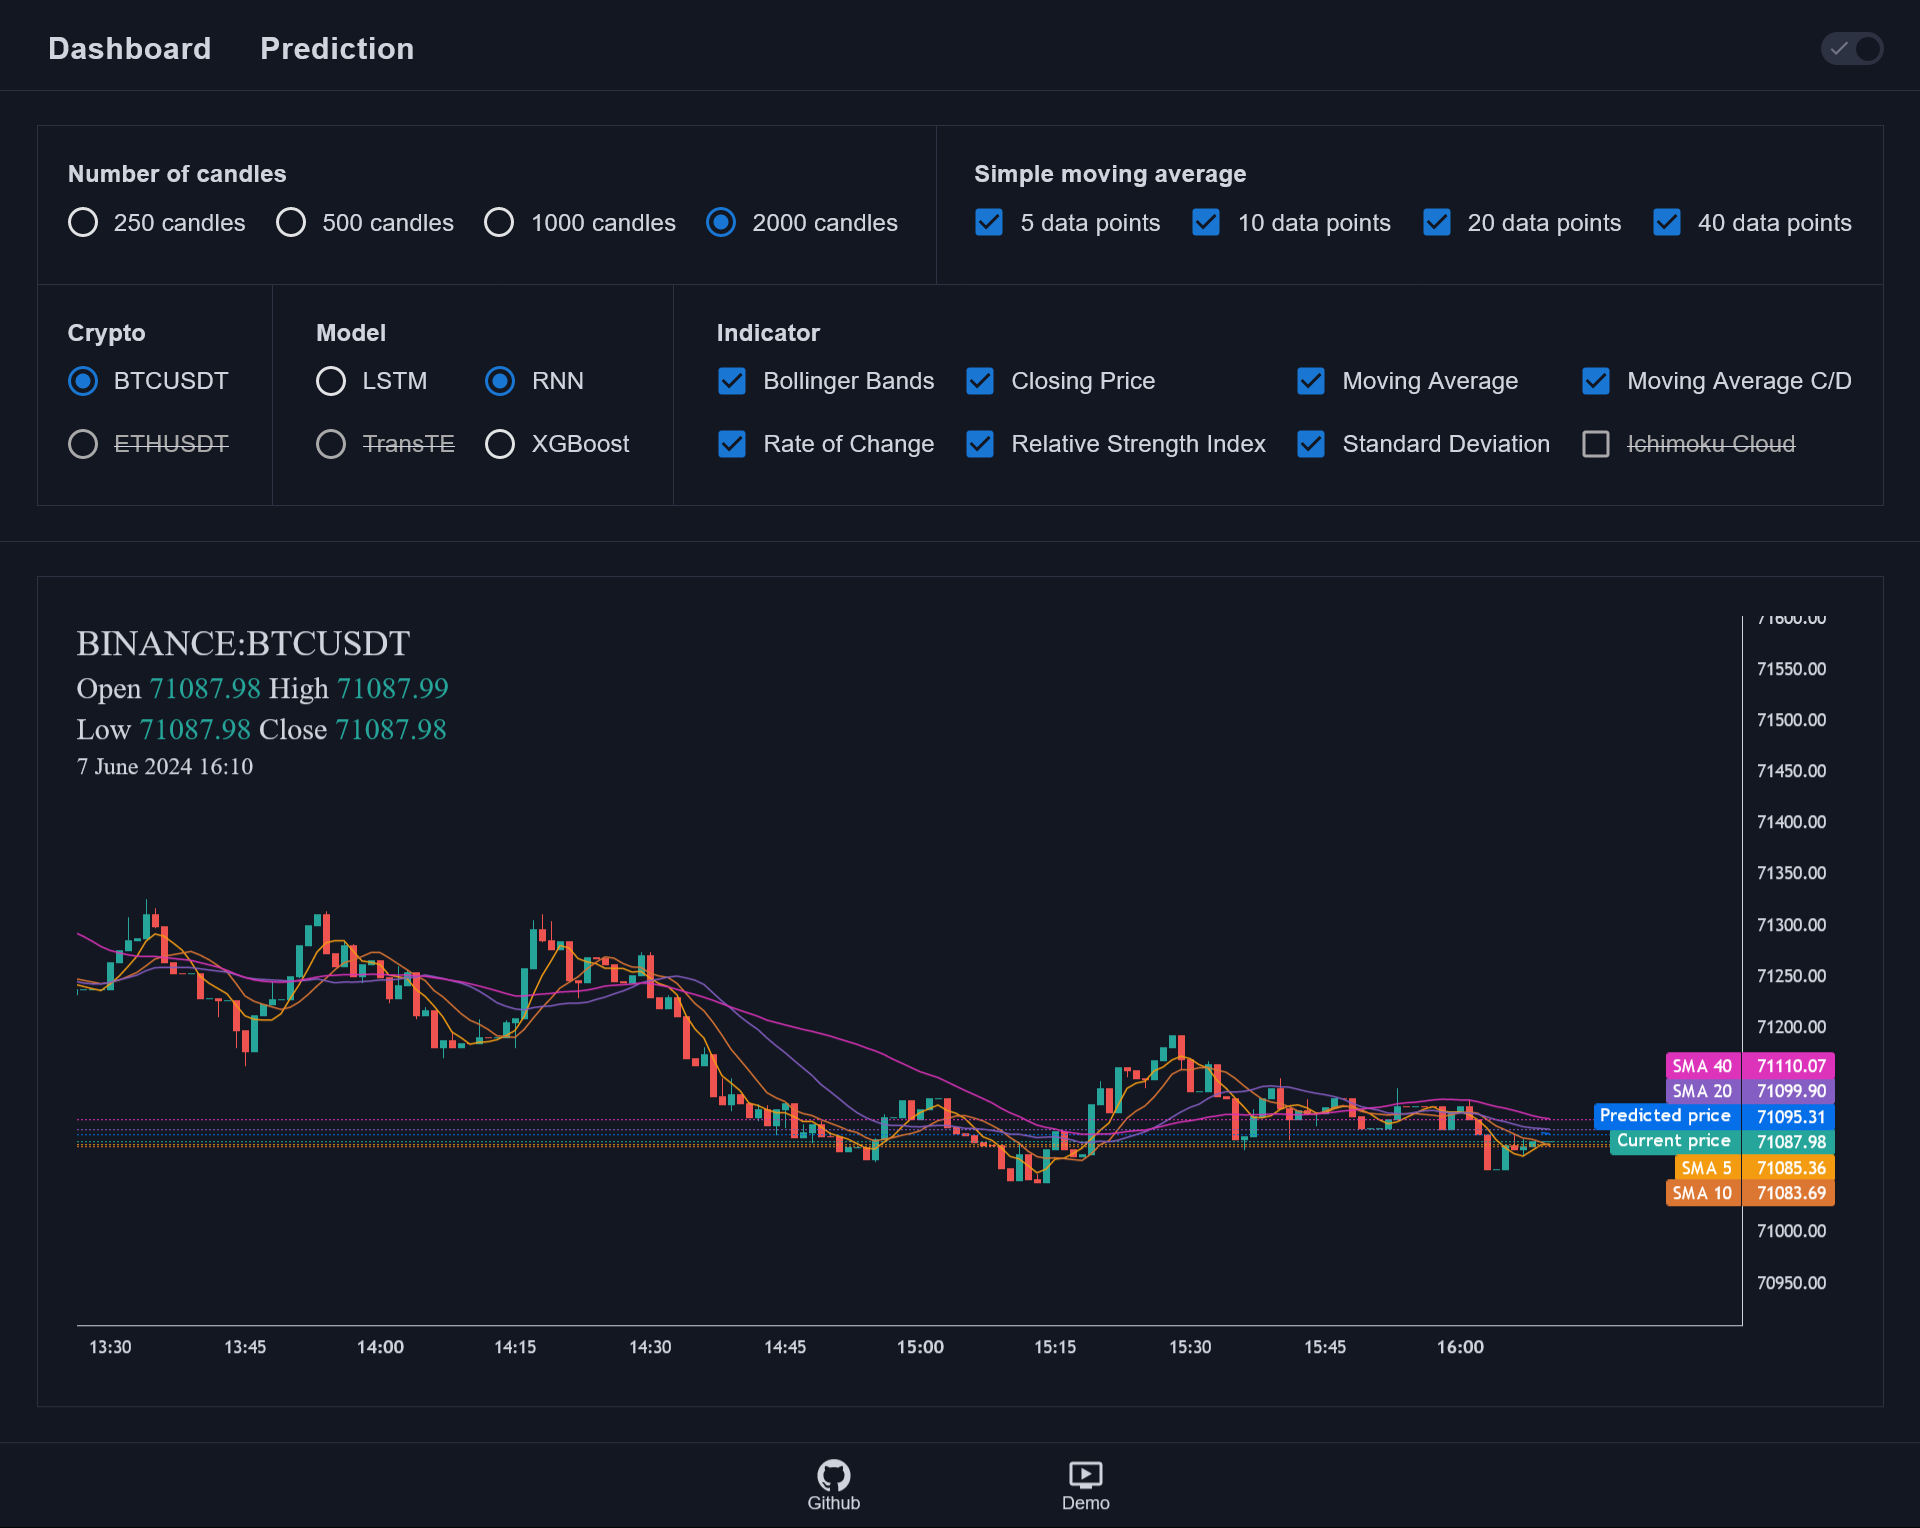 Dashboard Prediction
Number of candles
250 candles 500 candles 1000 candles 2000 candles
Simple moving average
5 data points 10 data points 20 data points 40 data points
Crypto
BTCUSDT
ETHUSDT
Model
LSTM RNN
TransTE XGBoost
Indicator
Bollinger Bands Closing Price Moving Average Moving Average C/D
Rate of Change Relative Strength Index Standard Deviation Ichimoku Cloud
BINANCE:BTCUSDT
Open 71087.98 High 71087.99
Low 71087.98 Close 71087.98
7 June 2024 16:10
71600.00
71550.00
71500.00
71450.00
71400.00
71350.00
71300.00
71250.00
71200.00
SMA 40 71110.07
SMA 20 71099.90
Predicted price 71095.31
Current price 71087.98
SMA 5 71085.36
SMA 10 71083.69
71000.00
70950.00
13:30 13:45 14:00 14:15 14:30 14:45 15:00 15:15 15:30 15:45 16:00
Github Demo